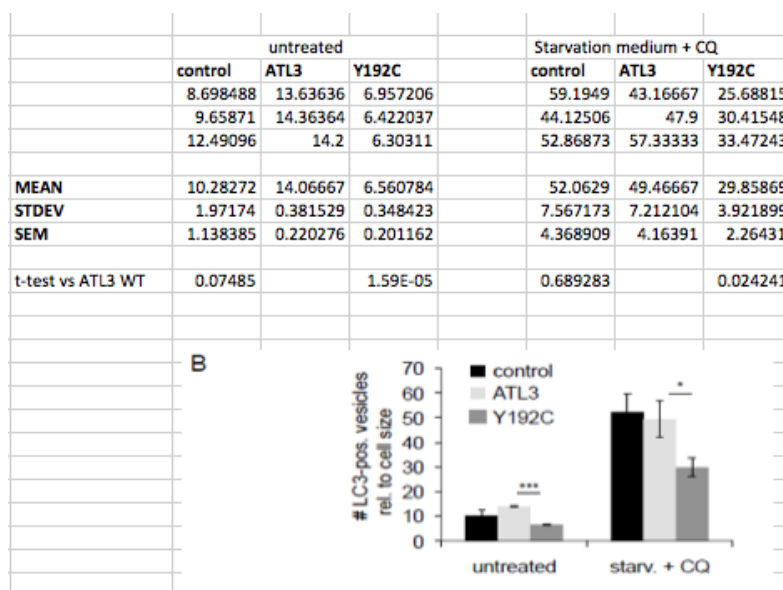 untreated Starvation medium + CQ
control ATL3 Y192C control ATL3 Y192C
8.698488 13.63636 6.957206 59.1949 43.16667 25.68815
9.65871 14.36364 6.422037 44.12506 47.9 30.41548
12.49096 14.2 6.30311 52.86873 57.33333 33.47243
MEAN 10.28272 14.06667 6.560784 52.0629 49.46667 29.85869
STDEV 1.97174 0.381529 0.348423 7.567173 7.212104 3.921899
SEM 1.138385 0.220276 0.201162 4.368909 4.16391 2.26431
t-test vs ATL3 WT 0.07485 1.59E-05 0.689283 0.024241
B
# LC3-pos. vesicles
rel. to cell size
70
60
50
40
30
20
10
0
control
ATL3
Y192C
***
*
untreated starv. + CQ